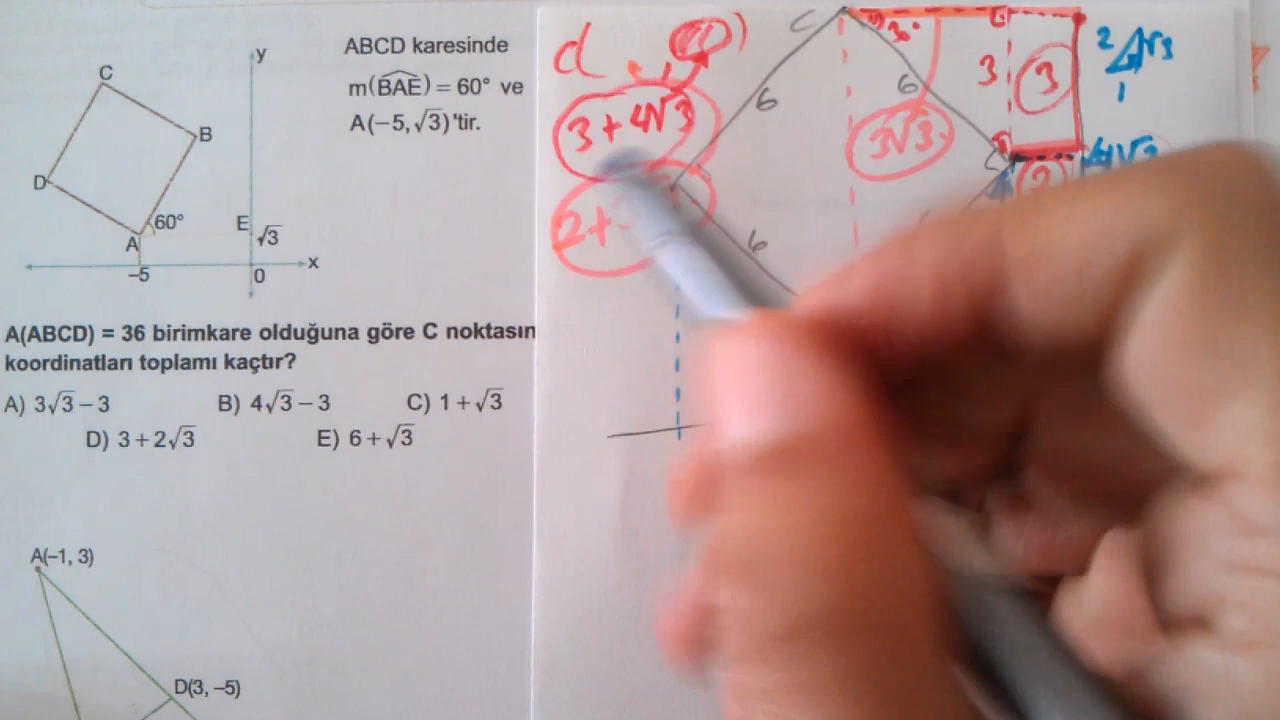 ABCD karesinde
m(BAE) = 60° ve
A(−5, √3)'tir.
y
C
B
D
60°
E
A
√3
−5
0
x
A(ABCD) = 36 birimkare olduğuna göre C noktasın
koordinatları toplamı kaçtır?
A) 3√3 − 3
B) 4√3 − 3
C) 1 + √3
D) 3 + 2√3
E) 6 + √3
A(−1, 3)
D(3, −5)
C
30°
3
3
2
√3
1
6
6
3 + 4√3
3√3
2+
6